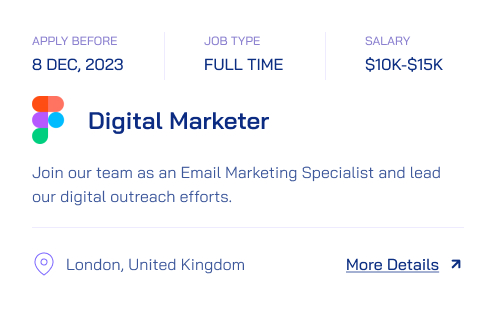 APPLY BEFORE
8 DEC, 2023
JOB TYPE
FULL TIME
SALARY
$10K-$15K
Digital Marketer
Join our team as an Email Marketing Specialist and lead
our digital outreach efforts.
London, United Kingdom
More Details